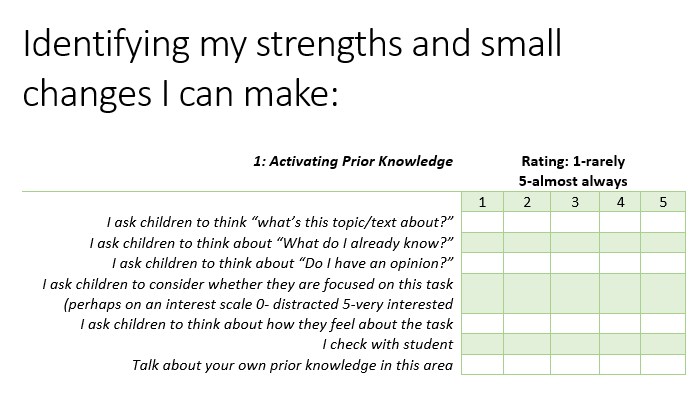 Identifying my strengths and small
changes I can make:
1: Activating Prior Knowledge
Rating: 1-rarely
5-almost always
1 2 3 4 5
I ask children to think “what’s this topic/text about?”
I ask children to think about “What do I already know?”
I ask children to think about “Do I have an opinion?”
I ask children to consider whether they are focused on this task
(perhaps on an interest scale 0- distracted 5-very interested
I ask children to think about how they feel about the task
I check with student
Talk about your own prior knowledge in this area